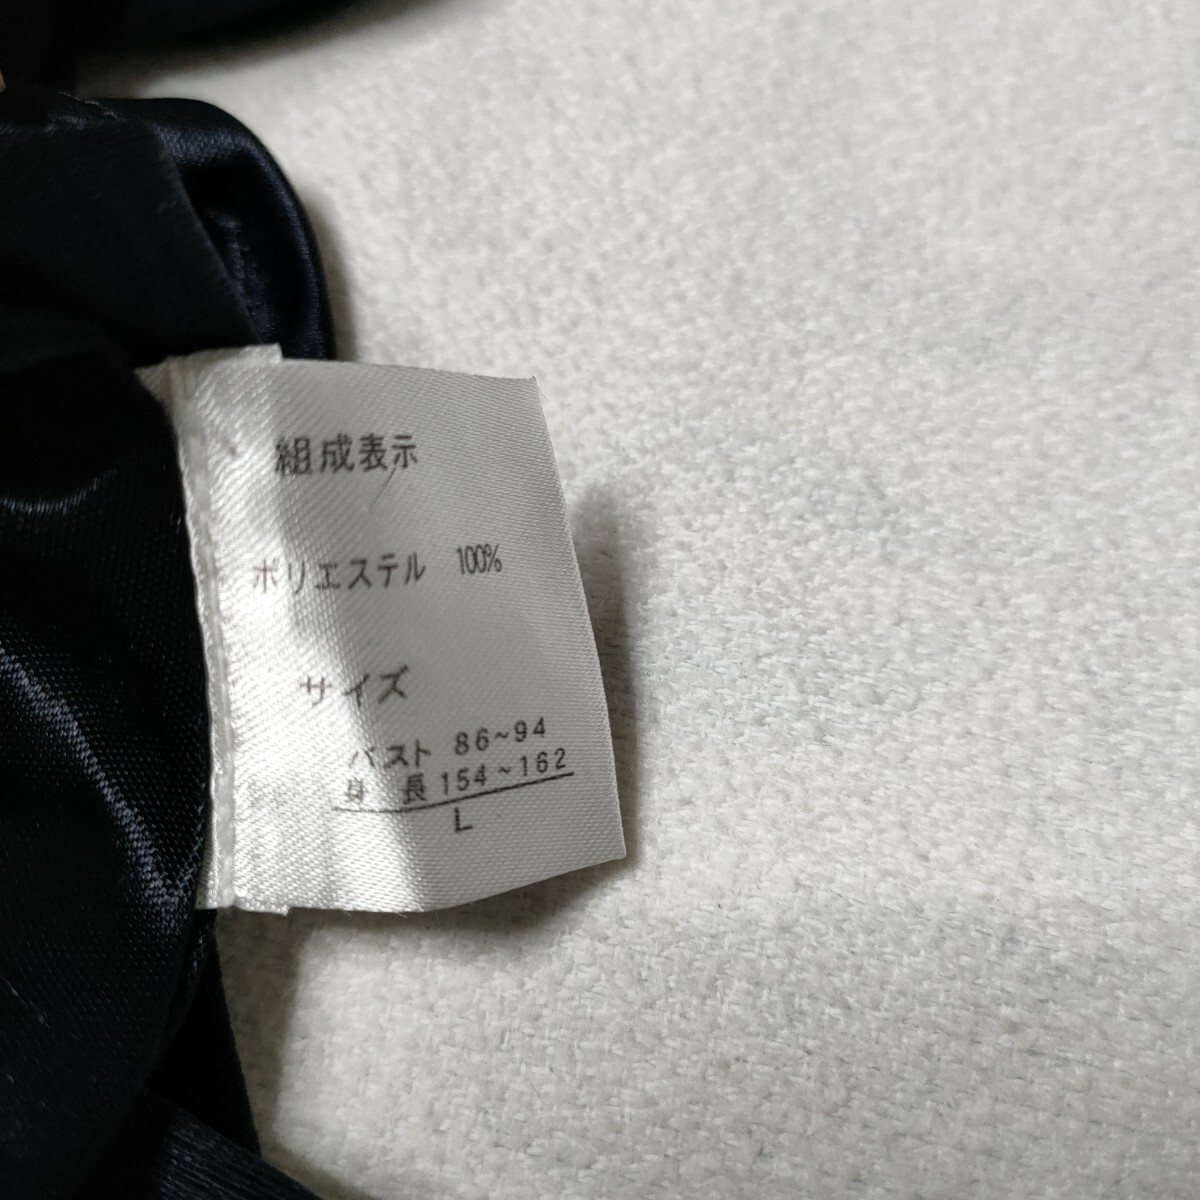 組成表示
ポリエステル 100%
サイズ
バスト 86~94
身長 154~162
L